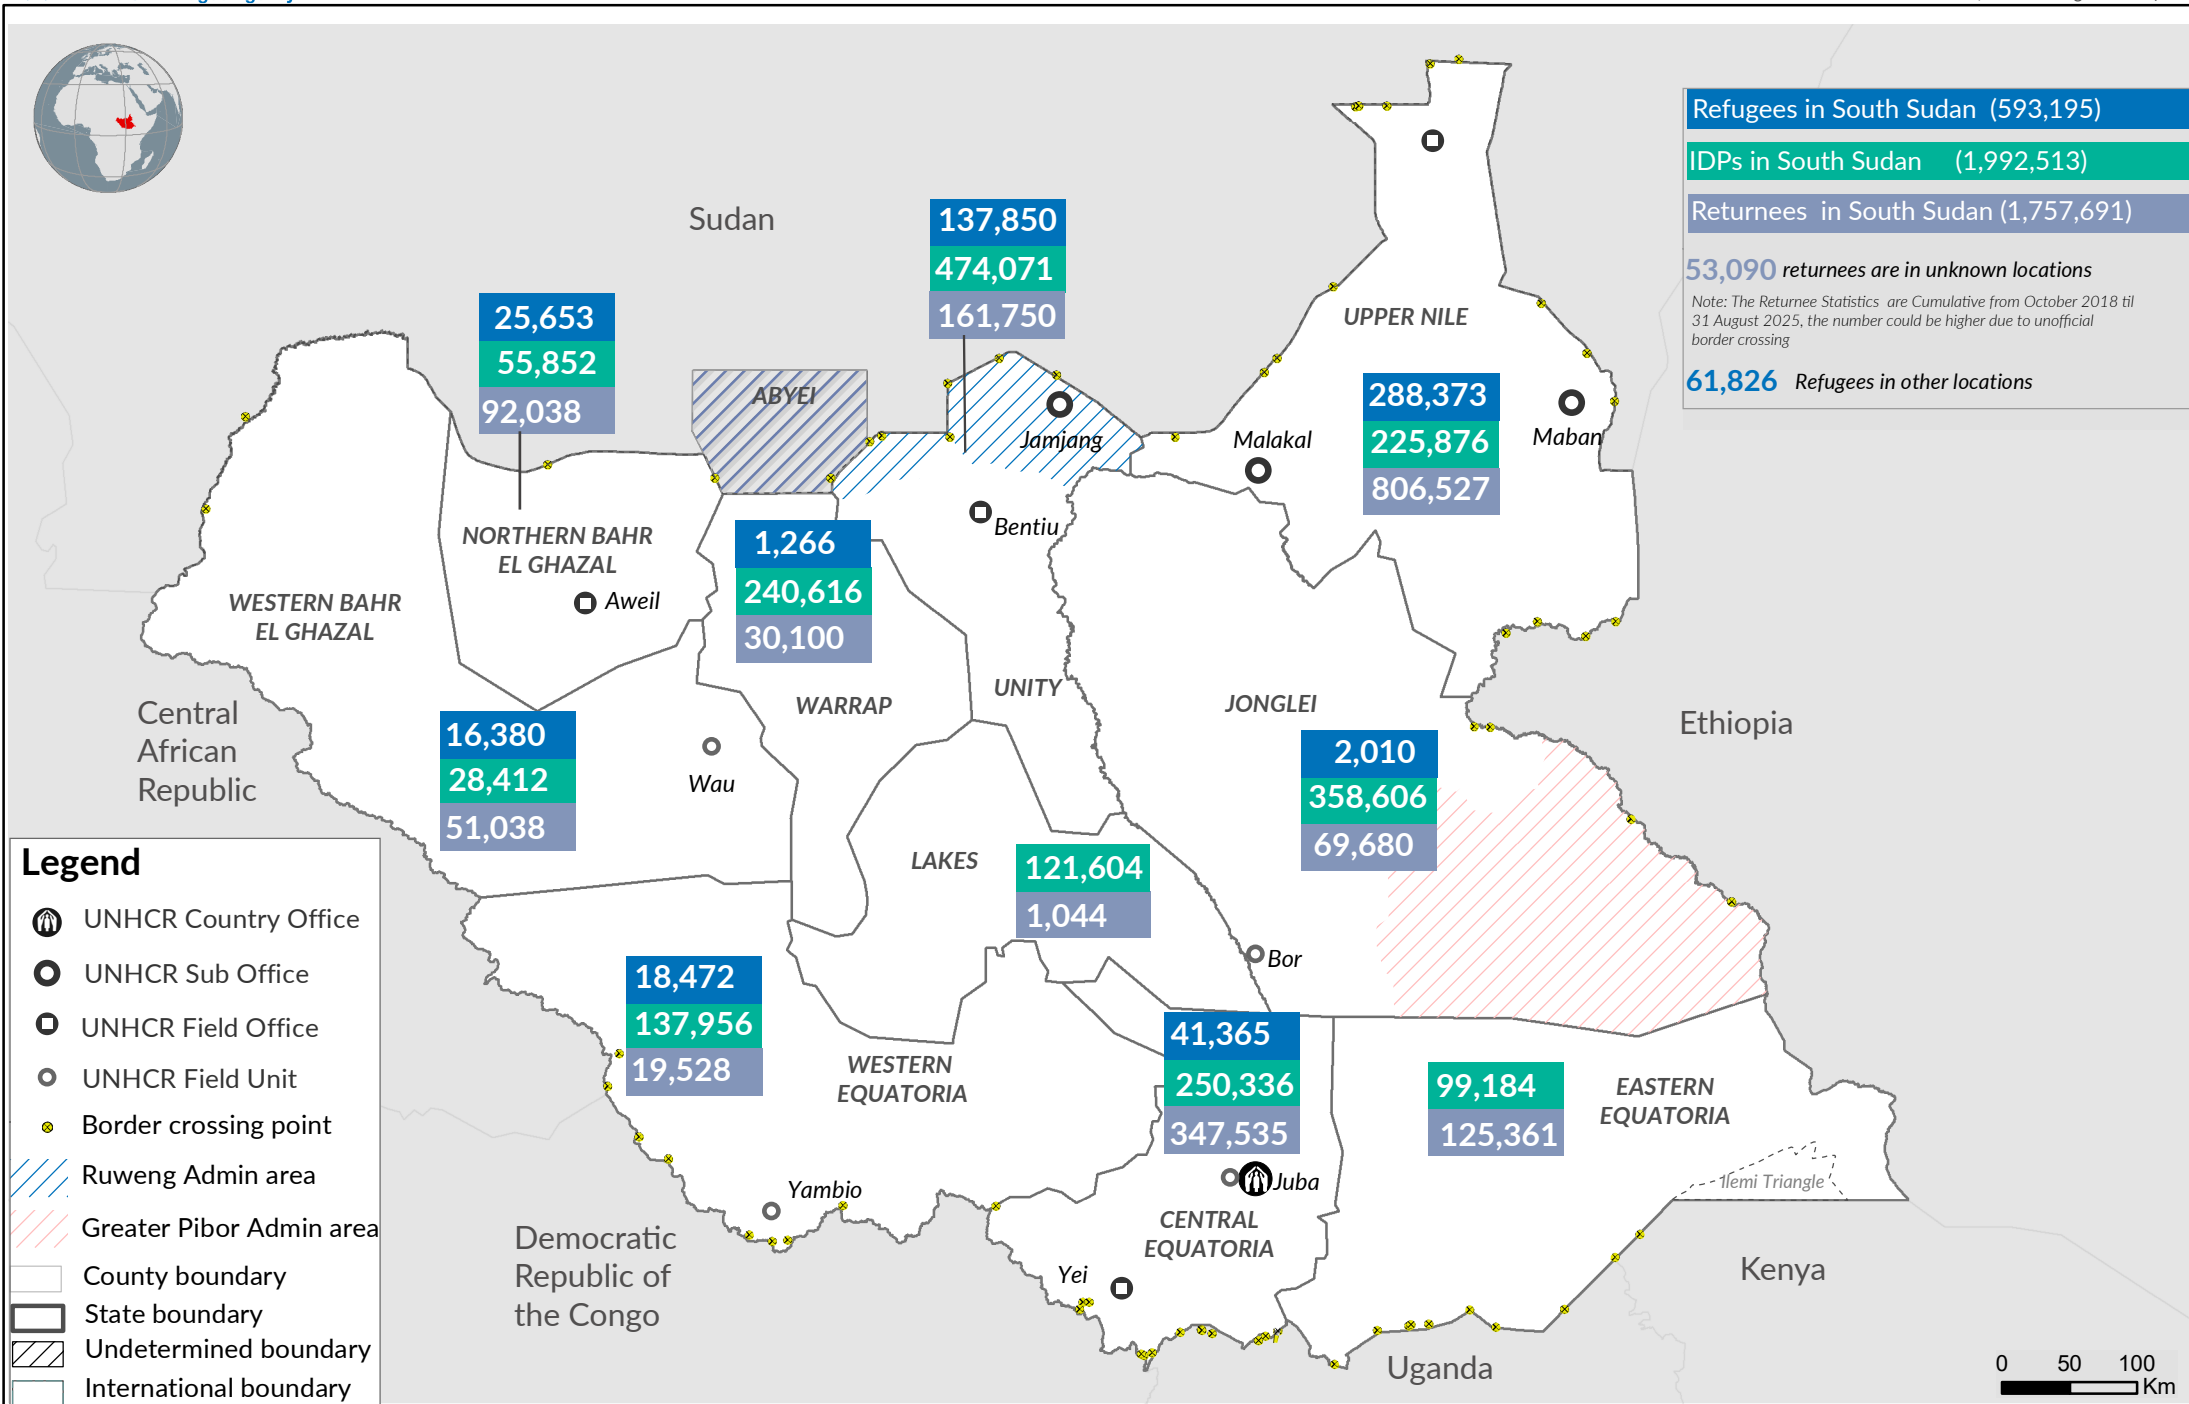 Refugees in South Sudan (593,195)
IDPs in South Sudan (1,992,513)
Returnees in South Sudan (1,757,691)
53,090 returnees are in unknown locations
Note: The Returnee Statistics are Cumulative from October 2018 til
31 August 2025, the number could be higher due to unofficial
border crossing
61,826 Refugees in other locations
Sudan
137,850
474,071
161,750
25,653
55,852
92,038
ABYEI
Jamjang
UPPER NILE
288,373
225,876
806,527
Malakal
Maban
Bentiu
NORTHERN BAHR
EL GHAZAL
Aweil
1,266
240,616
30,100
WESTERN BAHR
EL GHAZAL
WARRAP
UNITY
JONGLEI
Central
African
Republic
Ethiopia
16,380
28,412
51,038
Wau
2,010
358,606
69,680
LAKES
121,604
1,044
Bor
18,472
137,956
19,528
WESTERN
EQUATORIA
41,365
250,336
347,535
99,184
125,361
EASTERN
EQUATORIA
Ilemi Triangle
Juba
Yambio
CENTRAL
EQUATORIA
Yei
Democratic
Republic of
the Congo
Kenya
Uganda
Legend
UNHCR Country Office
UNHCR Sub Office
UNHCR Field Office
UNHCR Field Unit
Border crossing point
Ruweng Admin area
Greater Pibor Admin area
County boundary
State boundary
Undetermined boundary
International boundary
0 50 100
Km